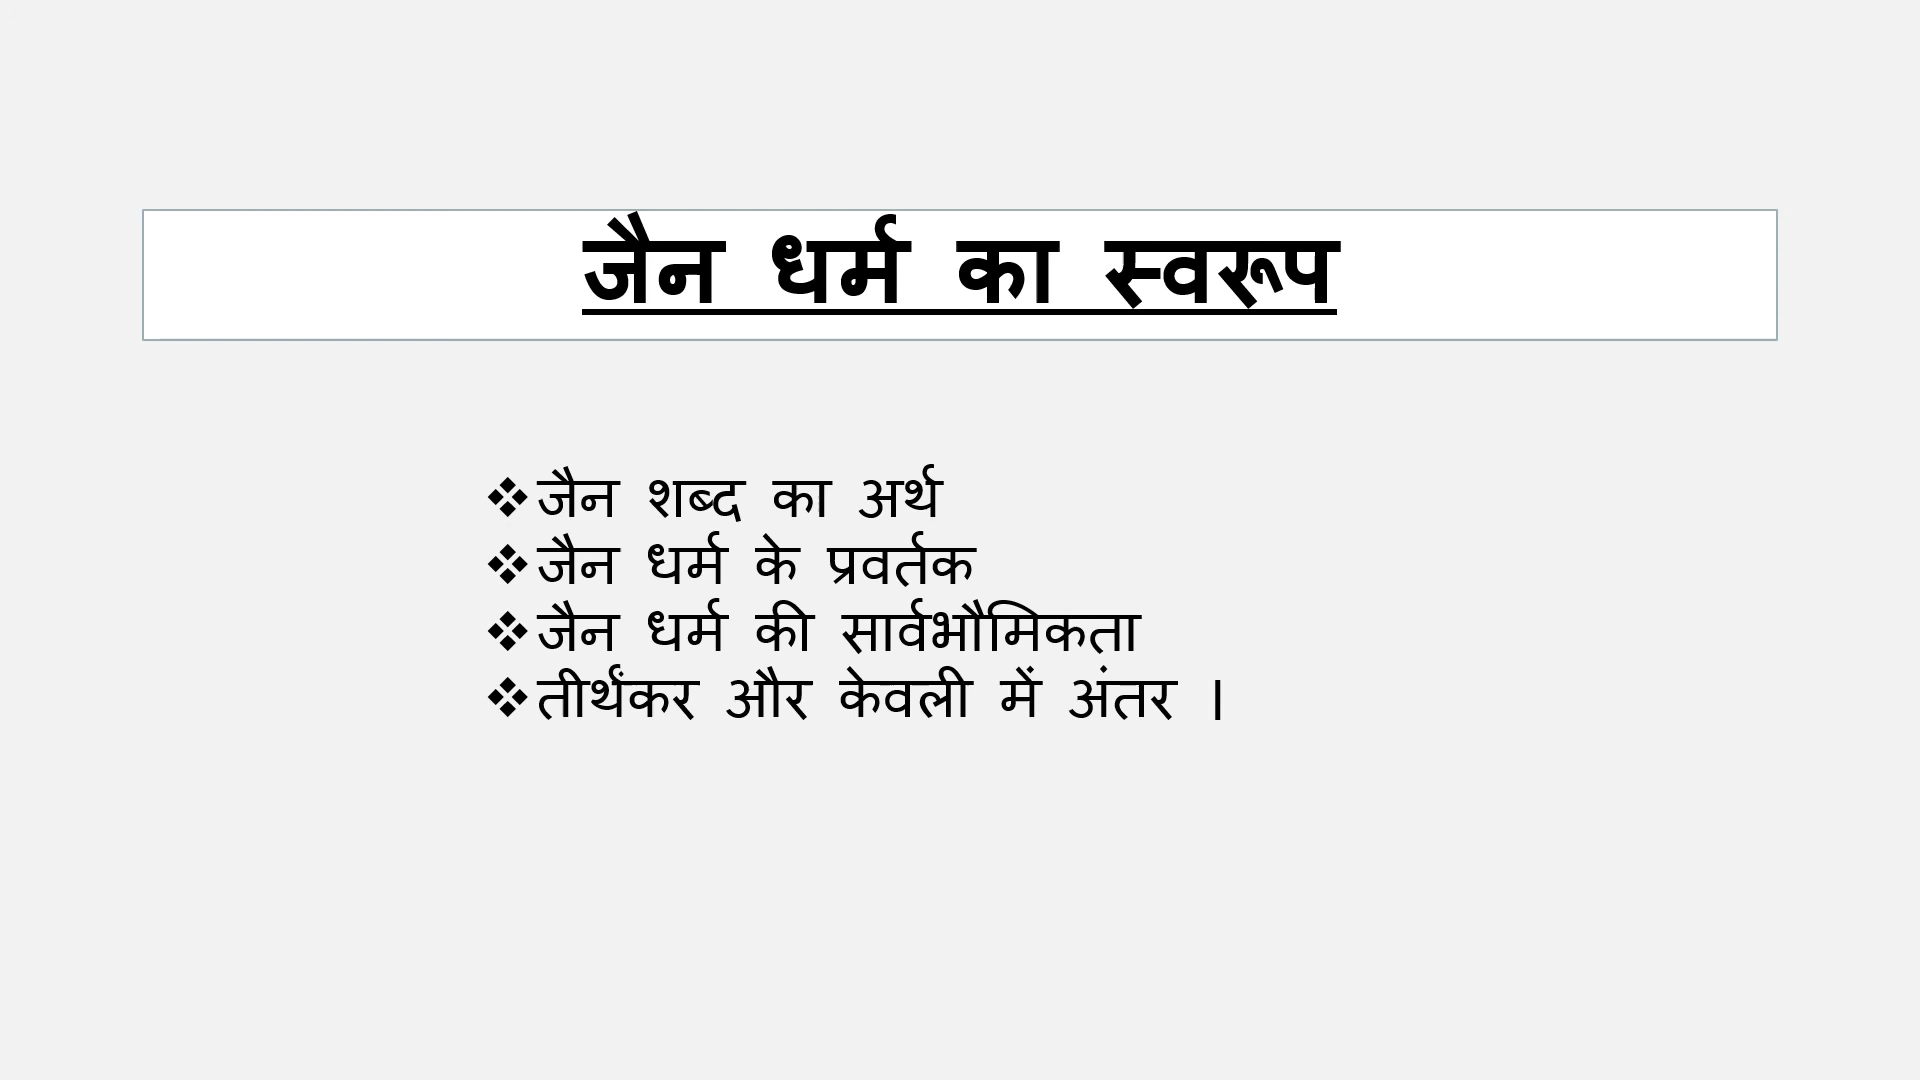 जैन धर्म का स्वरूप
❖जैन शब्द का अर्थ
❖जैन धर्म के प्रवर्तक
❖जैन धर्म की सार्वभौमिकता
❖तीर्थंकर और केवली में अंतर ।